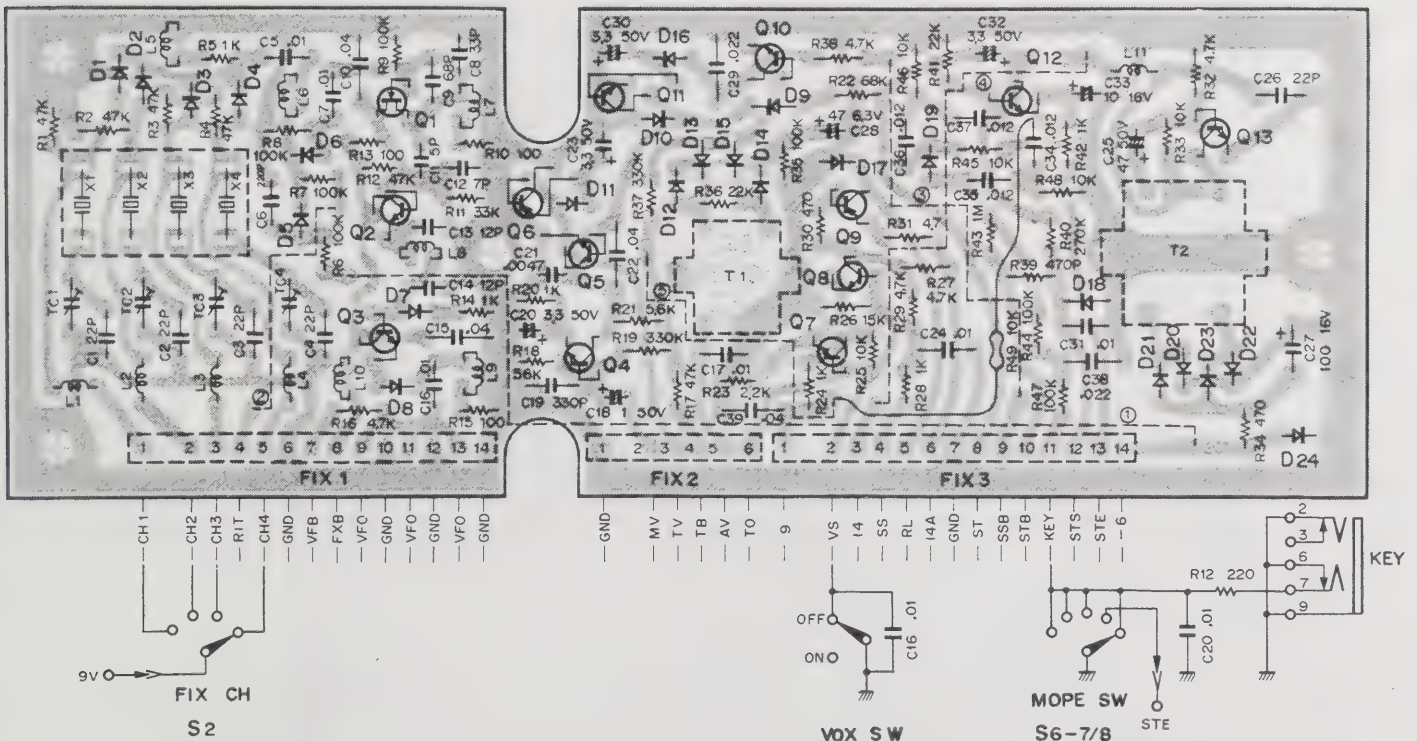 D1
D2
L5
R5 1K
C5 .01
C10 .04
R9 100K
C8 33P
C9 68P
D3
D4
L6
C7 .01
Q1
L7
R1 47K
R2 47K
R3 47K
R4 47K
R8 100K
D6
R13 100
R12 47K
C11 5P
R10 100
C12 7P
R11 33K
X1
X2
X3
X4
C6
R7 100K
D5
R6 100K
Q2
C13 12P
L8
TC1
TC2
TC3
TC4
D7
C14 12P
R14 1K
C15 .04
Q3
C1 22P
C2 22P
C3 22P
C4 22P
L2
L3
L4
L10
D8
C16 .01
L9
R16 4.7K
R15 100
②
1 2 3 4 5 6 7 8 9 10 11 12 13 14
FIX 1
C30
3.3 50V
D16
C29 .022
Q10
R38 4.7K
R46 10K
R41 22K
C32
3.3 50V
Q12
L11
R32 4.7K
C26 22P
Q11
R22 68K
D9
④
C33
10 16V
D10
D13
D15
D14
R35 100K
47 6.3V
C28
C36 .012
D19
C37 .012
C34 .012
R42 1K
C25
47 50V
R33 10K
Q13
C23
3.3 50V
D17
R45 10K
C35 .012
R48 10K
Q6
D11
R37 330K
R36 22K
D12
③
Q5
C22 .04
T1
R30 470
Q9
R31 4.7
R43 1M
R40 270K
T2
C21
.0047
R20 1K
Q8
R27
4.7K
R39 470P
D18
C20 3.3 50V
R21 5.6K
R26 15K
R29 4.7K
R18
56K
R19 330K
Q7
C24 .01
R49 10K
R44 100K
C31 .01
Q4
C17 .01
R25 10K
R28 1K
C38
.022
D21
D20
D23
D22
C27
100 16V
C19 330P
R17 47K
R23 2.2K
R24 1K
R47
100K
C18 1 50V
C39 .04
①
R34 470
D24
1 2 3 4 5 6
FIX2
1 2 3 4 5 6 7 8 9 10 11 12 13 14
FIX 3
CH1
CH2
CH3
RIT
CH4
GND
VFB
FXB
VFO
GND
VFO
GND
VFO
GND
GND
MV
TV
TB
AV
TO
9
VS
14
SS
RL
14A
GND
ST
SSB
STB
KEY
STS
STE
-6
2
3
6
7
9
KEY
R12 220
OFF
ON
C16 .01
C20 .01
9V
FIX CH
S2
VOX SW
MOPE SW
S6-7/8
STE